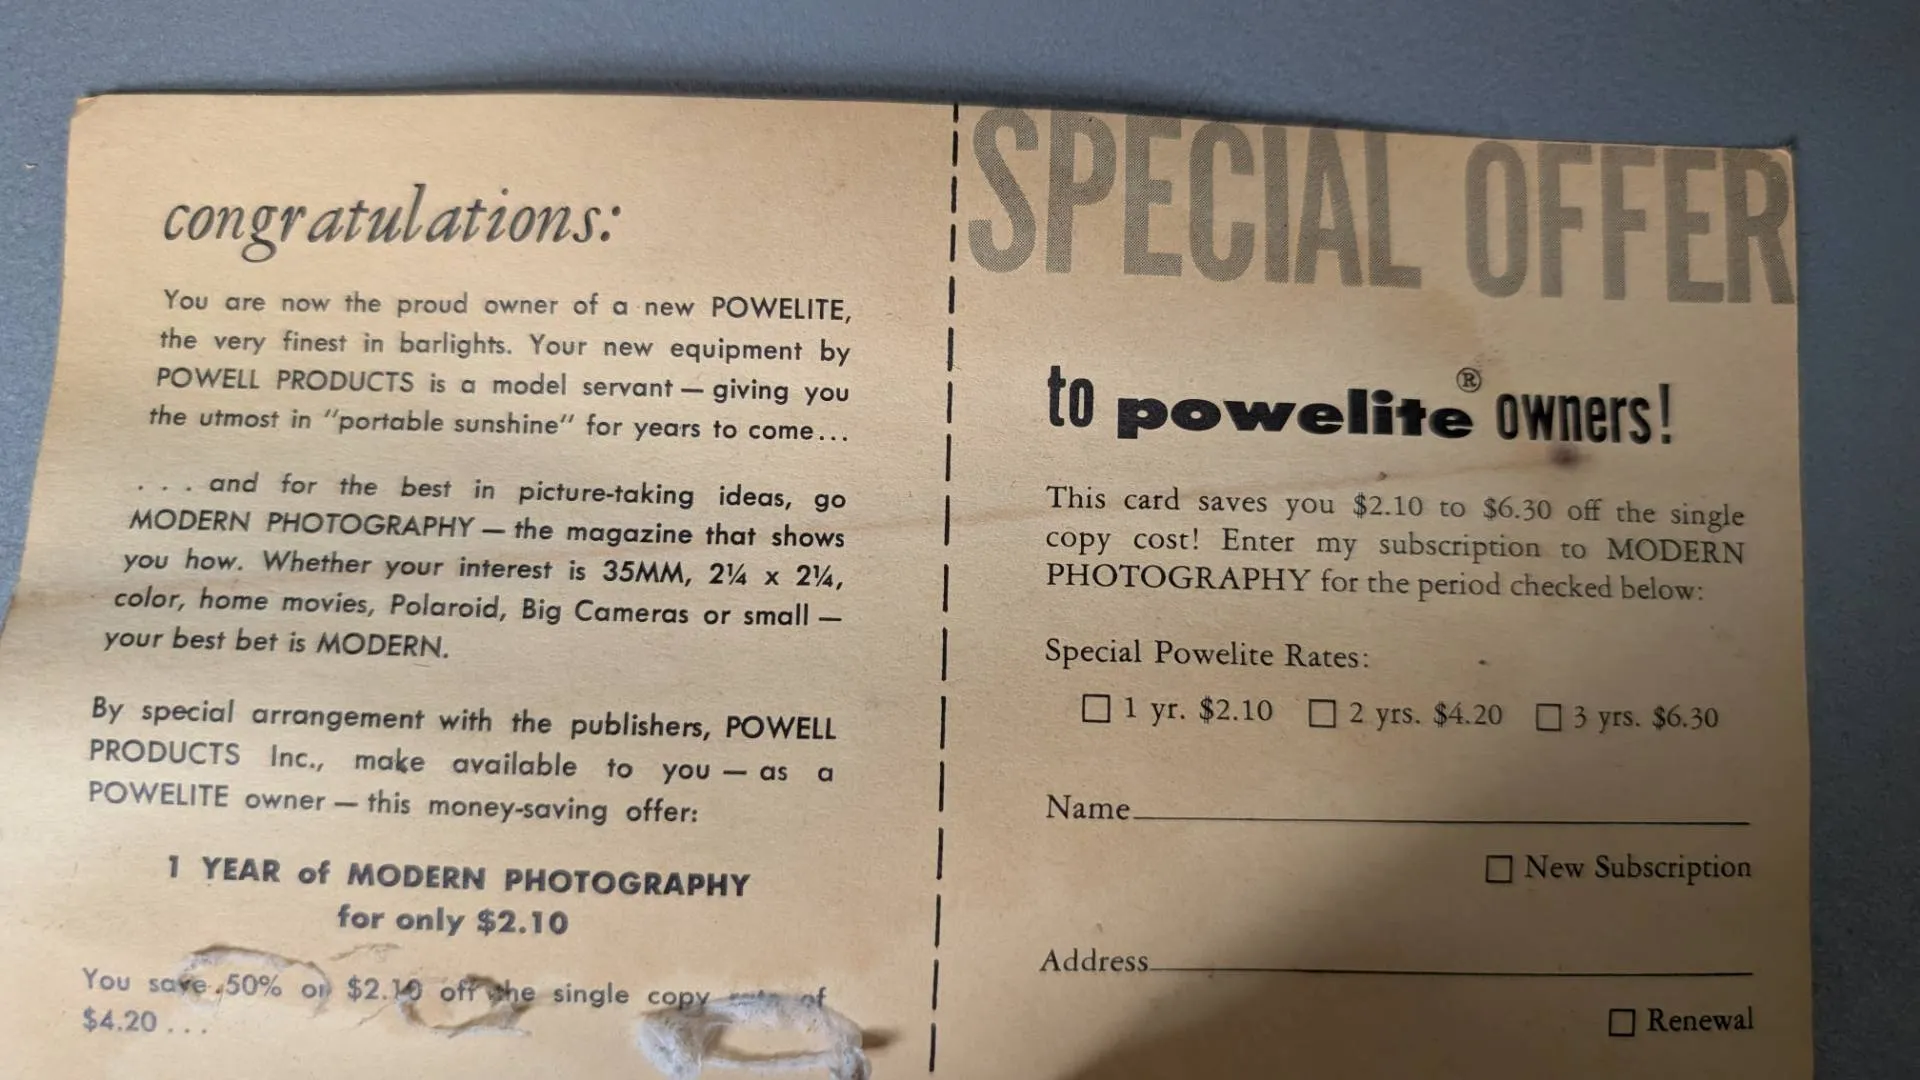 congratulations:
You are now the proud owner of a new POWELITE,
the very finest in barlights. Your new equipment by
POWELL PRODUCTS is a model servant — giving you
the utmost in "portable sunshine" for years to come...
. . . and for the best in picture-taking ideas, go
MODERN PHOTOGRAPHY — the magazine that shows
you how. Whether your interest is 35MM, 2¼ x 2¼,
color, home movies, Polaroid, Big Cameras or small —
your best bet is MODERN.
By special arrangement with the publishers, POWELL
PRODUCTS Inc., make available to you — as a
POWELITE owner — this money-saving offer:
1 YEAR of MODERN PHOTOGRAPHY
for only $2.10
You save 50% or $2.10 off the single copy rate of
$4.20 . . .
SPECIAL OFFER
to powelite® owners!
This card saves you $2.10 to $6.30 off the single
copy cost! Enter my subscription to MODERN
PHOTOGRAPHY for the period checked below:
Special Powelite Rates:
☐ 1 yr. $2.10 ☐ 2 yrs. $4.20 ☐ 3 yrs. $6.30
Name
☐ New Subscription
Address
☐ Renewal